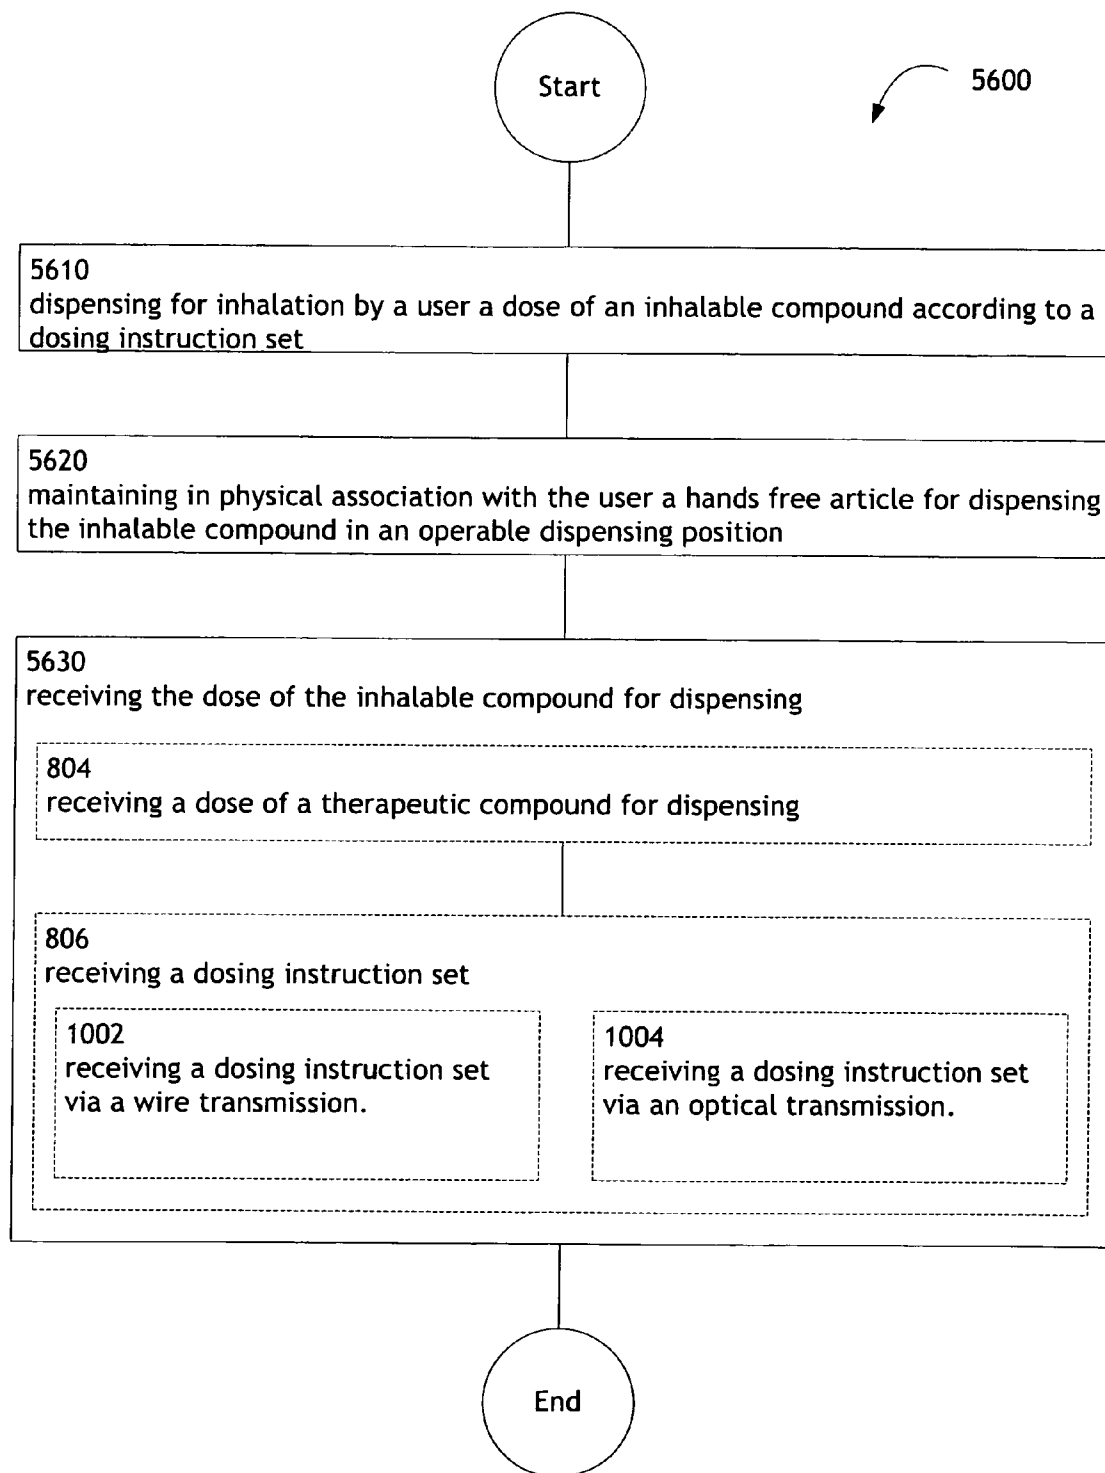 Start
5600
5610
dispensing for inhalation by a user a dose of an inhalable compound according to a
dosing instruction set
5620
maintaining in physical association with the user a hands free article for dispensing
the inhalable compound in an operable dispensing position
5630
receiving the dose of the inhalable compound for dispensing
804
receiving a dose of a therapeutic compound for dispensing
806
receiving a dosing instruction set
1002
receiving a dosing instruction set
via a wire transmission.
1004
receiving a dosing instruction set
via an optical transmission.
End